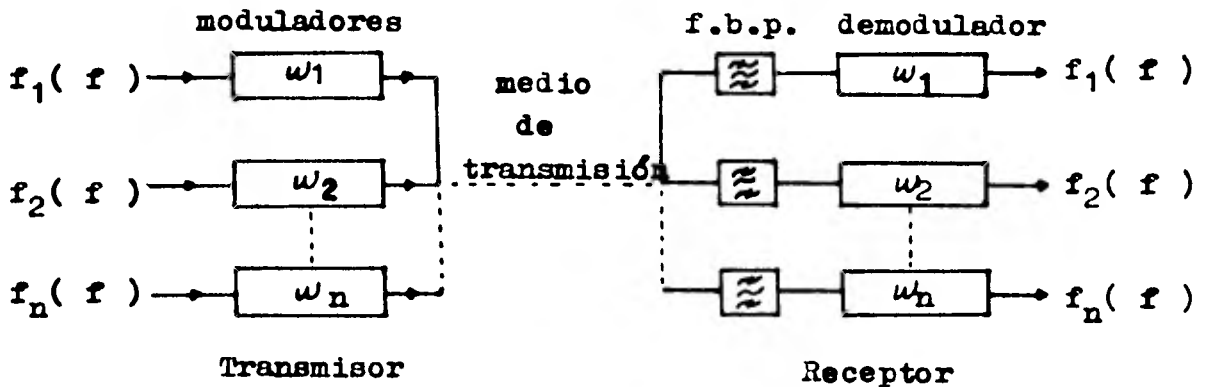 moduladores
f.b.p. demodulador
f₁( f ) ω1 medio ω₁ f₁( f )
de
f₂( f ) ω2 transmisión ω₂ f₂( f )
fₙ( f ) ωn ωn fₙ( f )
Transmisor Receptor